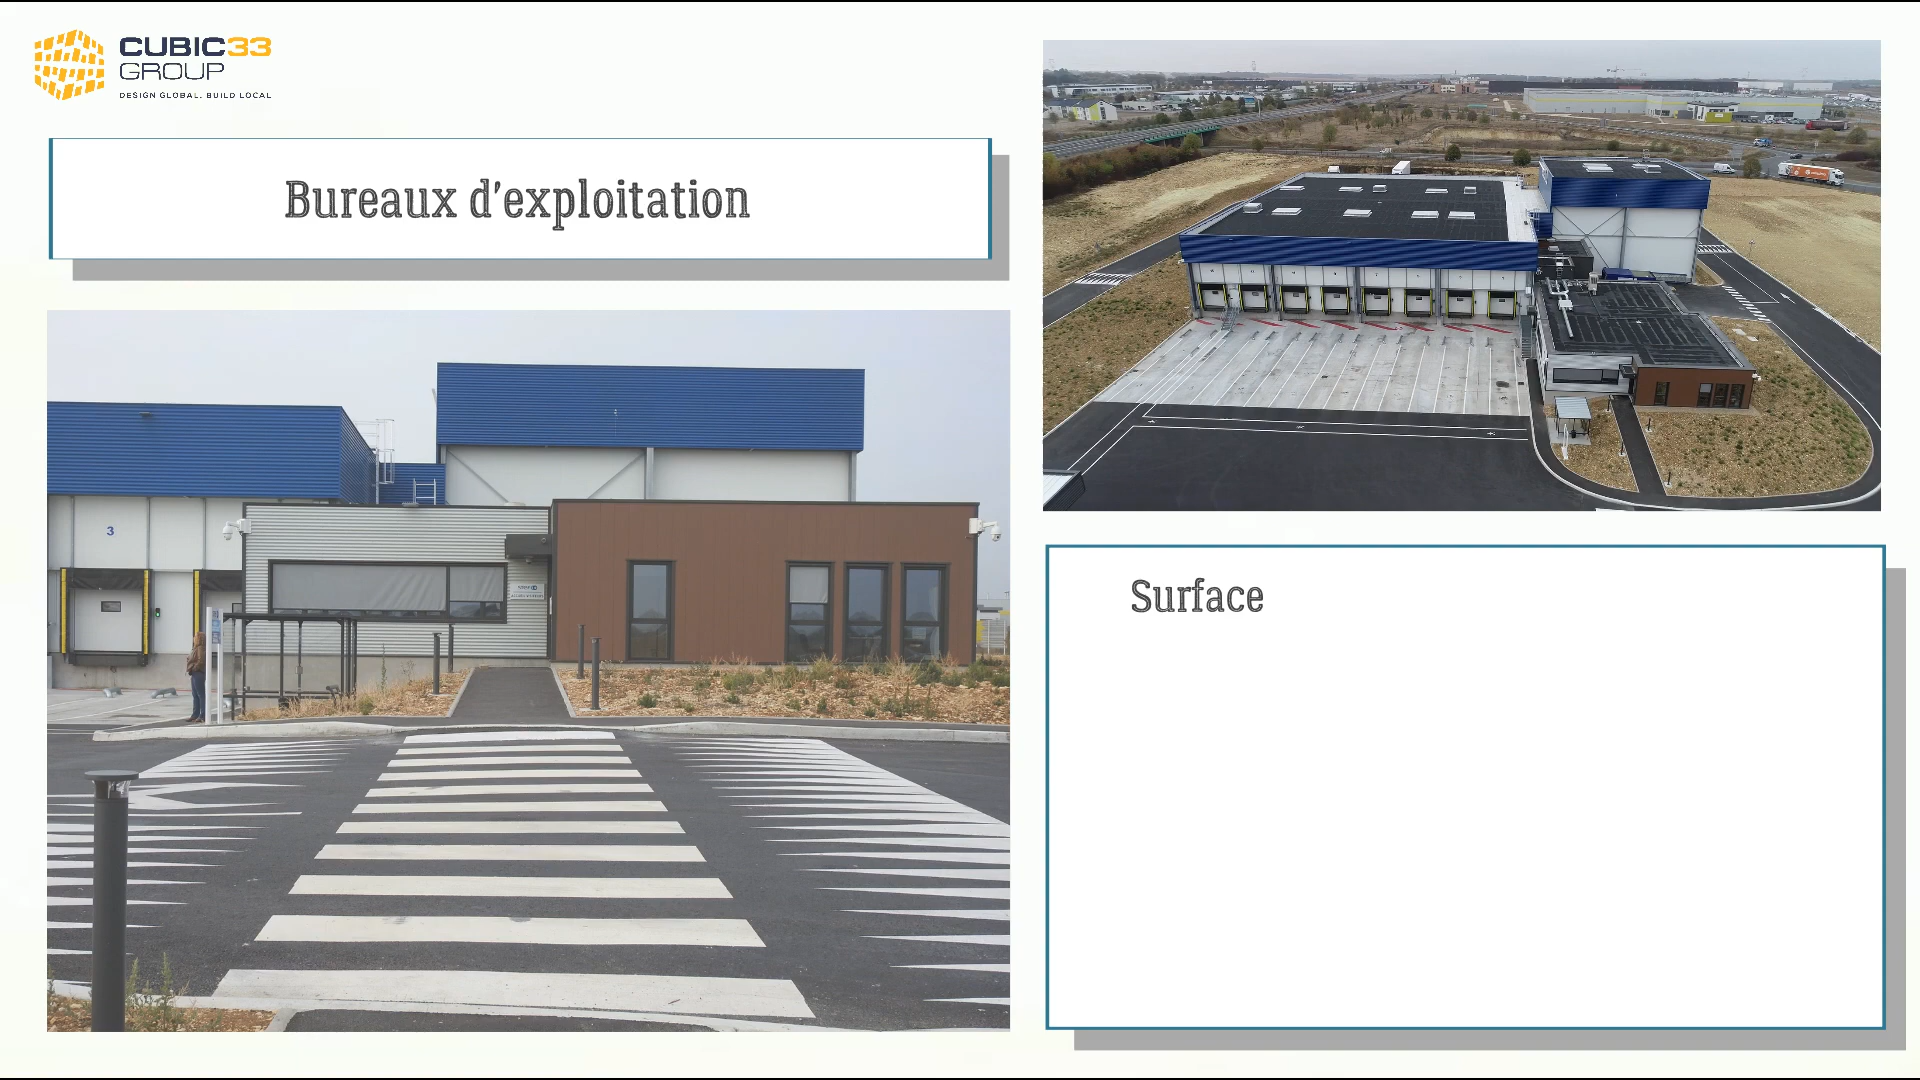 CUBIC33
GROUP
DESIGN GLOBAL. BUILD LOCAL
Bureaux d'exploitation
3
Surface